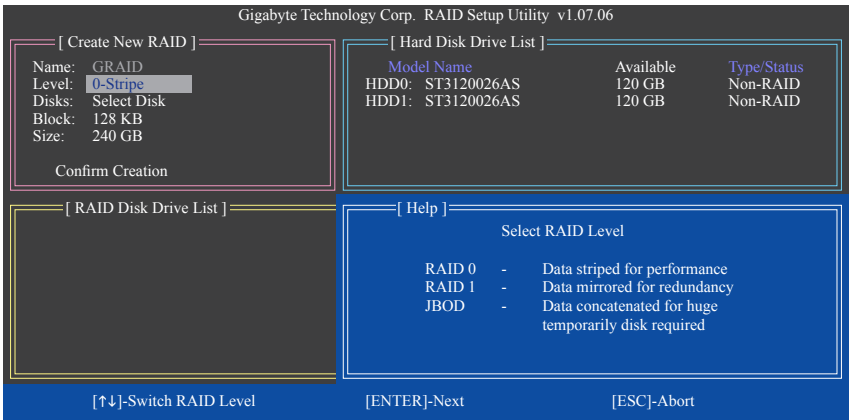 Gigabyte Technology Corp. RAID Setup Utility v1.07.06
[ Create New RAID ]
Name: GRAID
Level: 0-Stripe
Disks: Select Disk
Block: 128 KB
Size: 240 GB
Confirm Creation
[ Hard Disk Drive List ]
Model Name Available Type/Status
HDD0: ST3120026AS 120 GB Non-RAID
HDD1: ST3120026AS 120 GB Non-RAID
[ RAID Disk Drive List ]
[ Help ]
Select RAID Level
RAID 0 - Data striped for performance
RAID 1 - Data mirrored for redundancy
JBOD - Data concatenated for huge
temporarily disk required
[↑↓]-Switch RAID Level [ENTER]-Next [ESC]-Abort